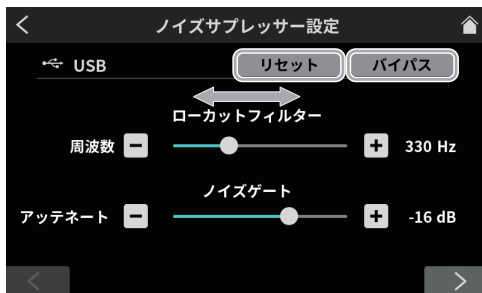 ノイズサプレッサー設定
USB リセット バイパス
ローカットフィルター
周波数 330 Hz
ノイズゲート
アッテネート -16 dB